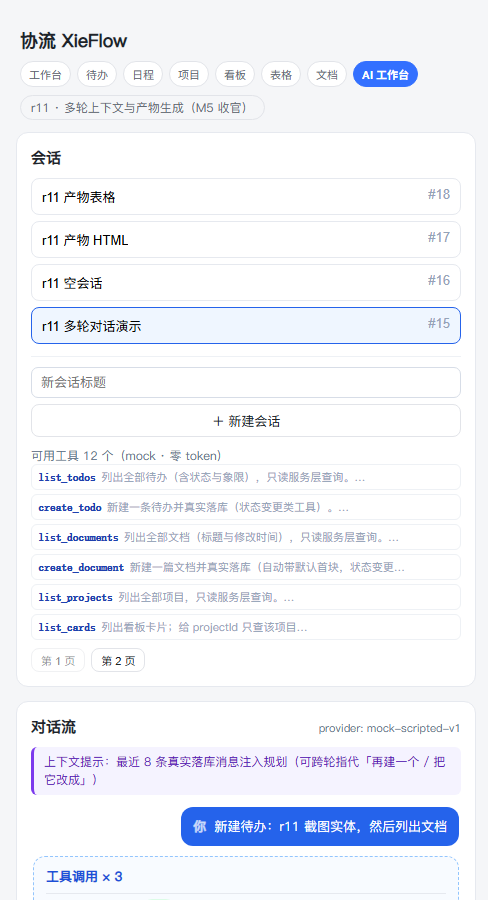 协流 XieFlow
工作台 待办 日程 项目 看板 表格 文档 AI 工作台
r11 · 多轮上下文与产物生成（M5 收官）
会话
r11 产物表格 #18
r11 产物 HTML #17
r11 空会话 #16
r11 多轮对话演示 #15
新会话标题
＋ 新建会话
可用工具 12 个（mock · 零 token）
list_todos 列出全部待办（含状态与象限），只读服务层查询。…
create_todo 新建一条待办并真实落库（状态变更类工具）。…
list_documents 列出全部文档（标题与修改时间），只读服务层查询。…
create_document 新建一篇文档并真实落库（自动带默认首块，状态变更…
list_projects 列出全部项目，只读服务层查询。…
list_cards 列出看板卡片；给 projectId 只查该项目…
第 1 页 第 2 页
对话流 provider: mock-scripted-v1
上下文提示：最近 8 条真实落库消息注入规划（可跨轮指代「再建一个 / 把
它改成」）
你 新建待办：r11 截图实体，然后列出文档
工具调用 × 3